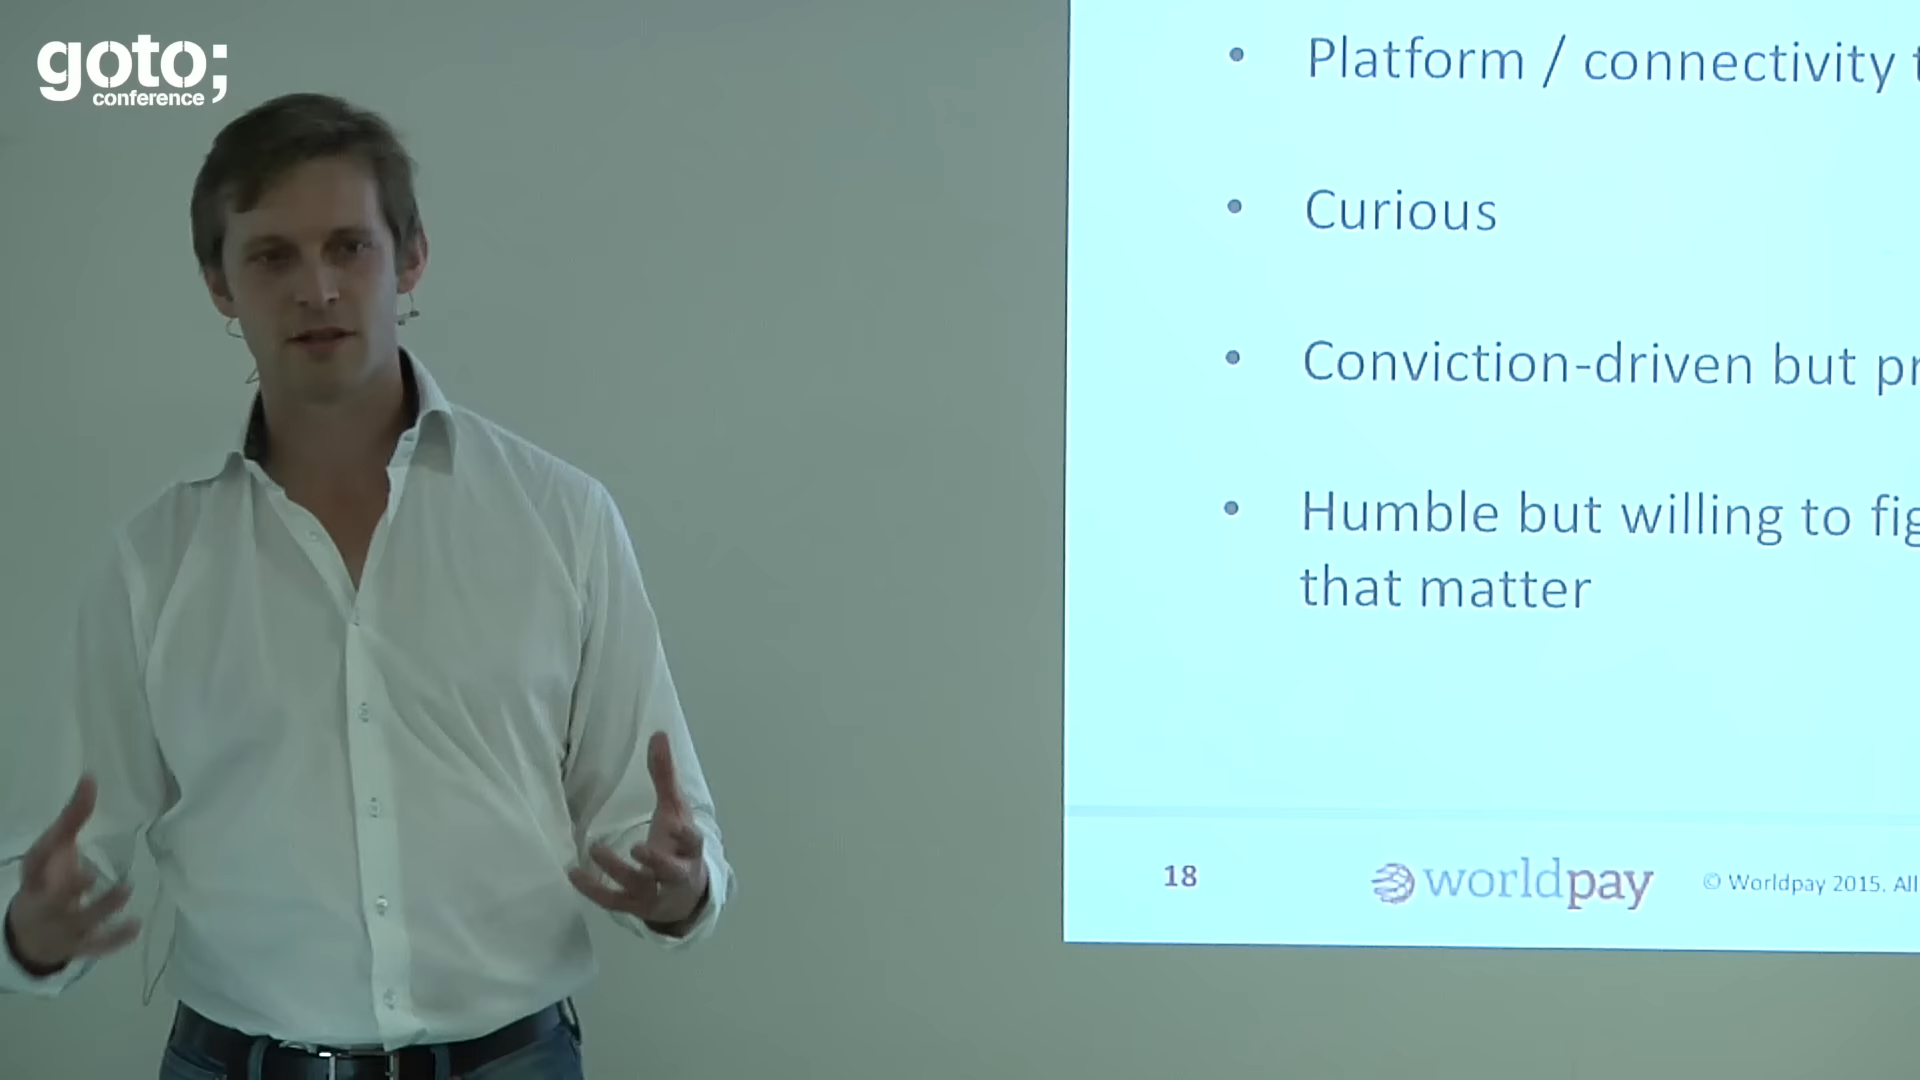 goto;
conference
• Platform / connectivity
• Curious
• Conviction-driven but
• Humble but willing to
that matter
18
worldpay
© Worldpay 2015. All